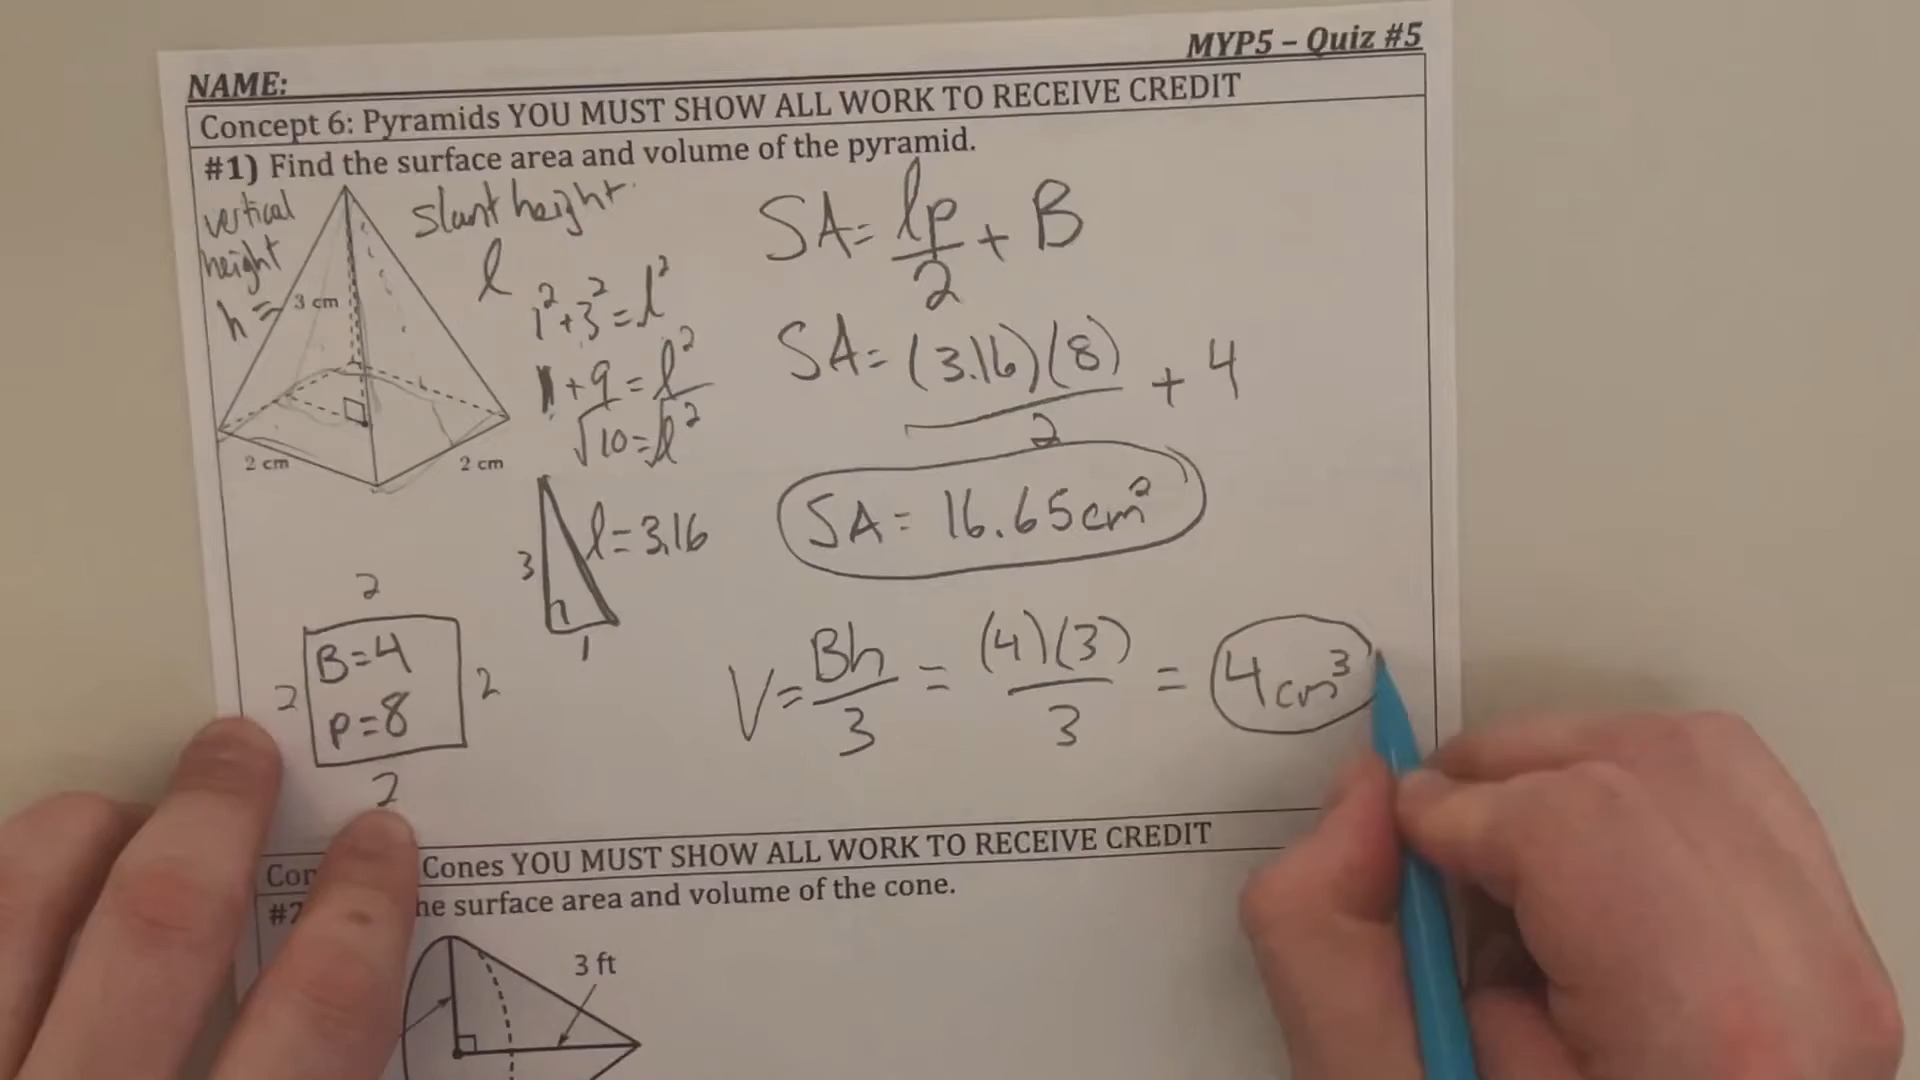 MYP5 – Quiz #5
NAME:
Concept 6: Pyramids YOU MUST SHOW ALL WORK TO RECEIVE CREDIT
#1) Find the surface area and volume of the pyramid.
vertical
height
h =
3 cm
2 cm
2 cm
slant height
l
1² + 3² = l²
1 + 9 = l²
√10 = √l²
3
l = 3.16
1
2
2
B = 4
P = 8
2
2
SA = lp/2 + B
SA = (3.16)(8)/2 + 4
SA = 16.65 cm²
V = Bh/3 = (4)(3)/3 = 4 cm³
Cones YOU MUST SHOW ALL WORK TO RECEIVE CREDIT
surface area and volume of the cone.
3 ft